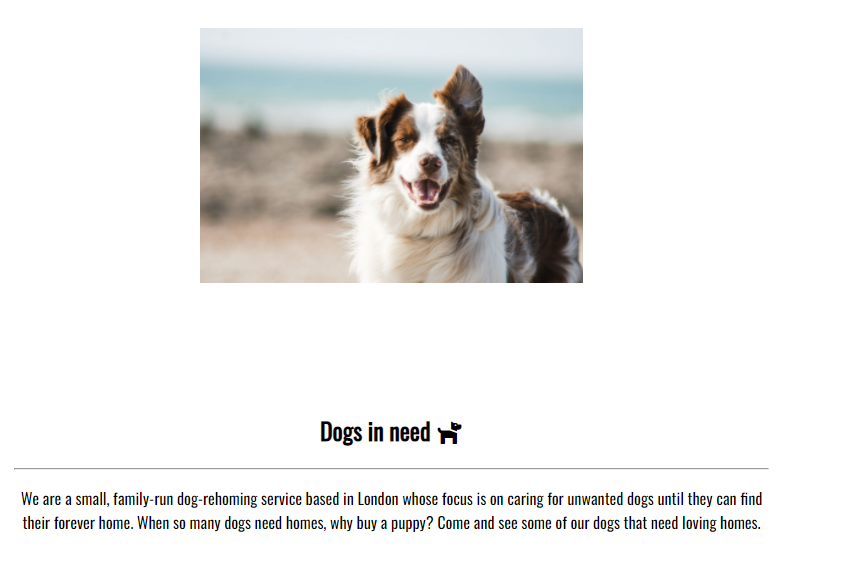 Dogs in need
We are a small, family-run dog-rehoming service based in London whose focus is on caring for unwanted dogs until they can find
their forever home. When so many dogs need homes, why buy a puppy? Come and see some of our dogs that need loving homes.